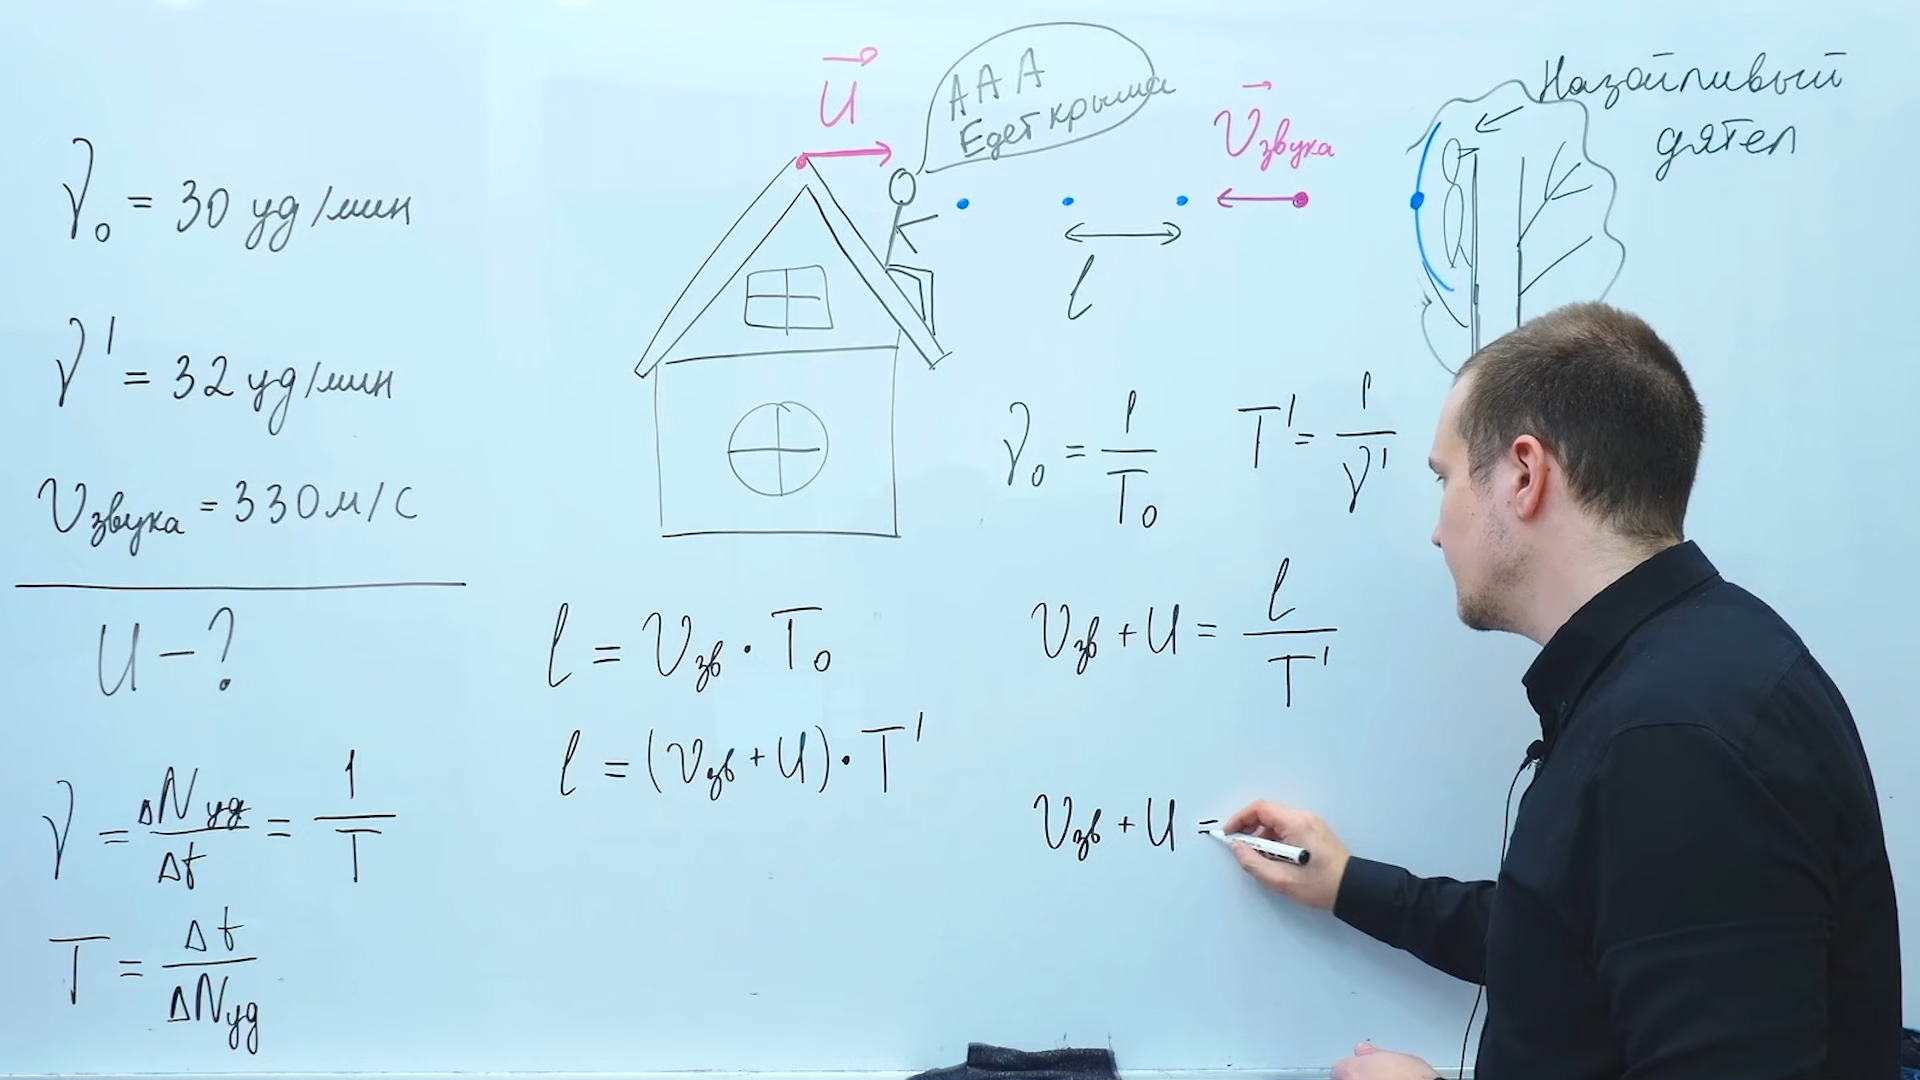 ν₀ = 30 уд/мин
ν' = 32 уд/мин
υзвука = 330 м/с
U - ?
ν = ΔNуд/Δt = 1/T
T = Δt/ΔNуд
U
ААА
Едет крыша
υзвука
Назойливый
дятел
l
ν₀ = 1/T₀
T' = 1/ν'
l = υзв · T₀
l = (υзв + U) · T'
υзв + U = l/T'
υзв + U =